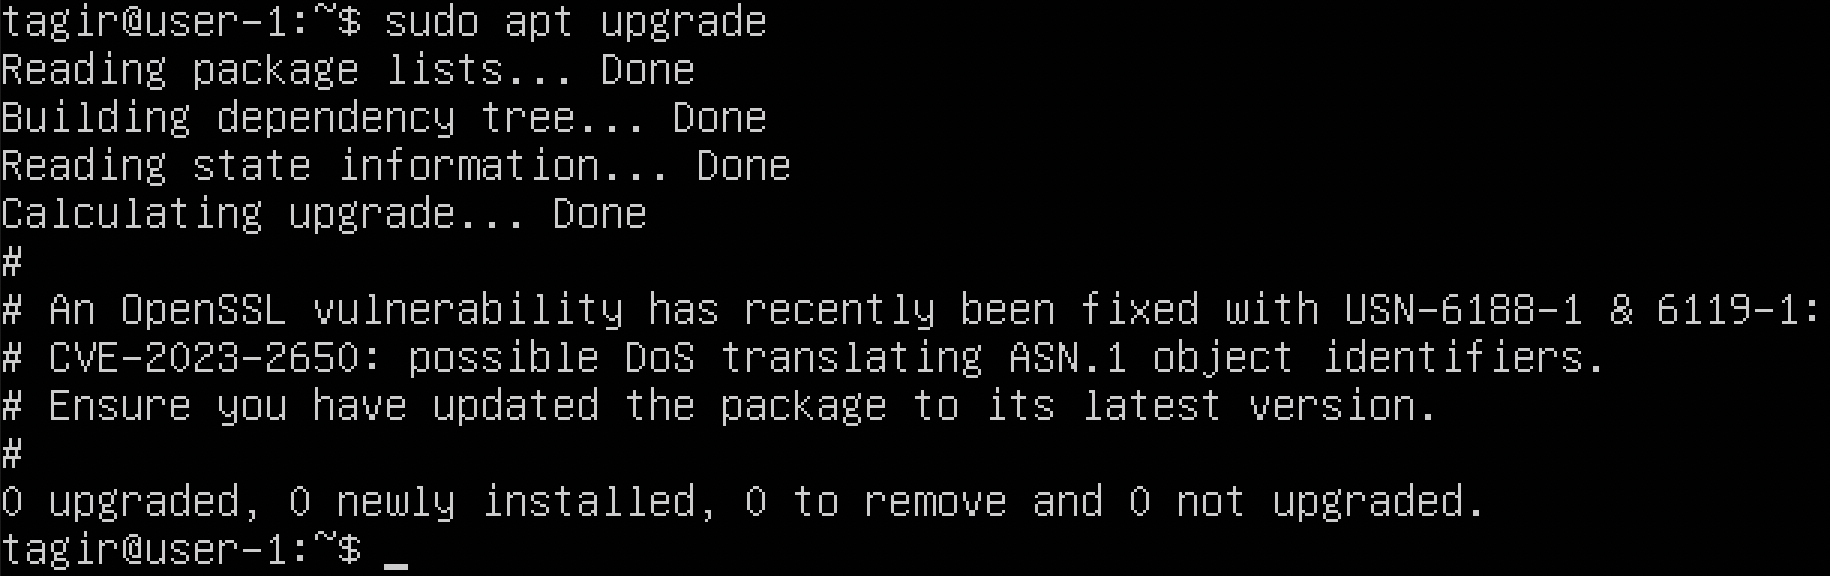 tagir@user-1:~$ sudo apt upgrade
Reading package lists... Done
Building dependency tree... Done
Reading state information... Done
Calculating upgrade... Done
#
# An OpenSSL vulnerability has recently been fixed with USN-6188-1 & 6119-1:
# CVE-2023-2650: possible DoS translating ASN.1 object identifiers.
# Ensure you have updated the package to its latest version.
#
0 upgraded, 0 newly installed, 0 to remove and 0 not upgraded.
tagir@user-1:~$ _